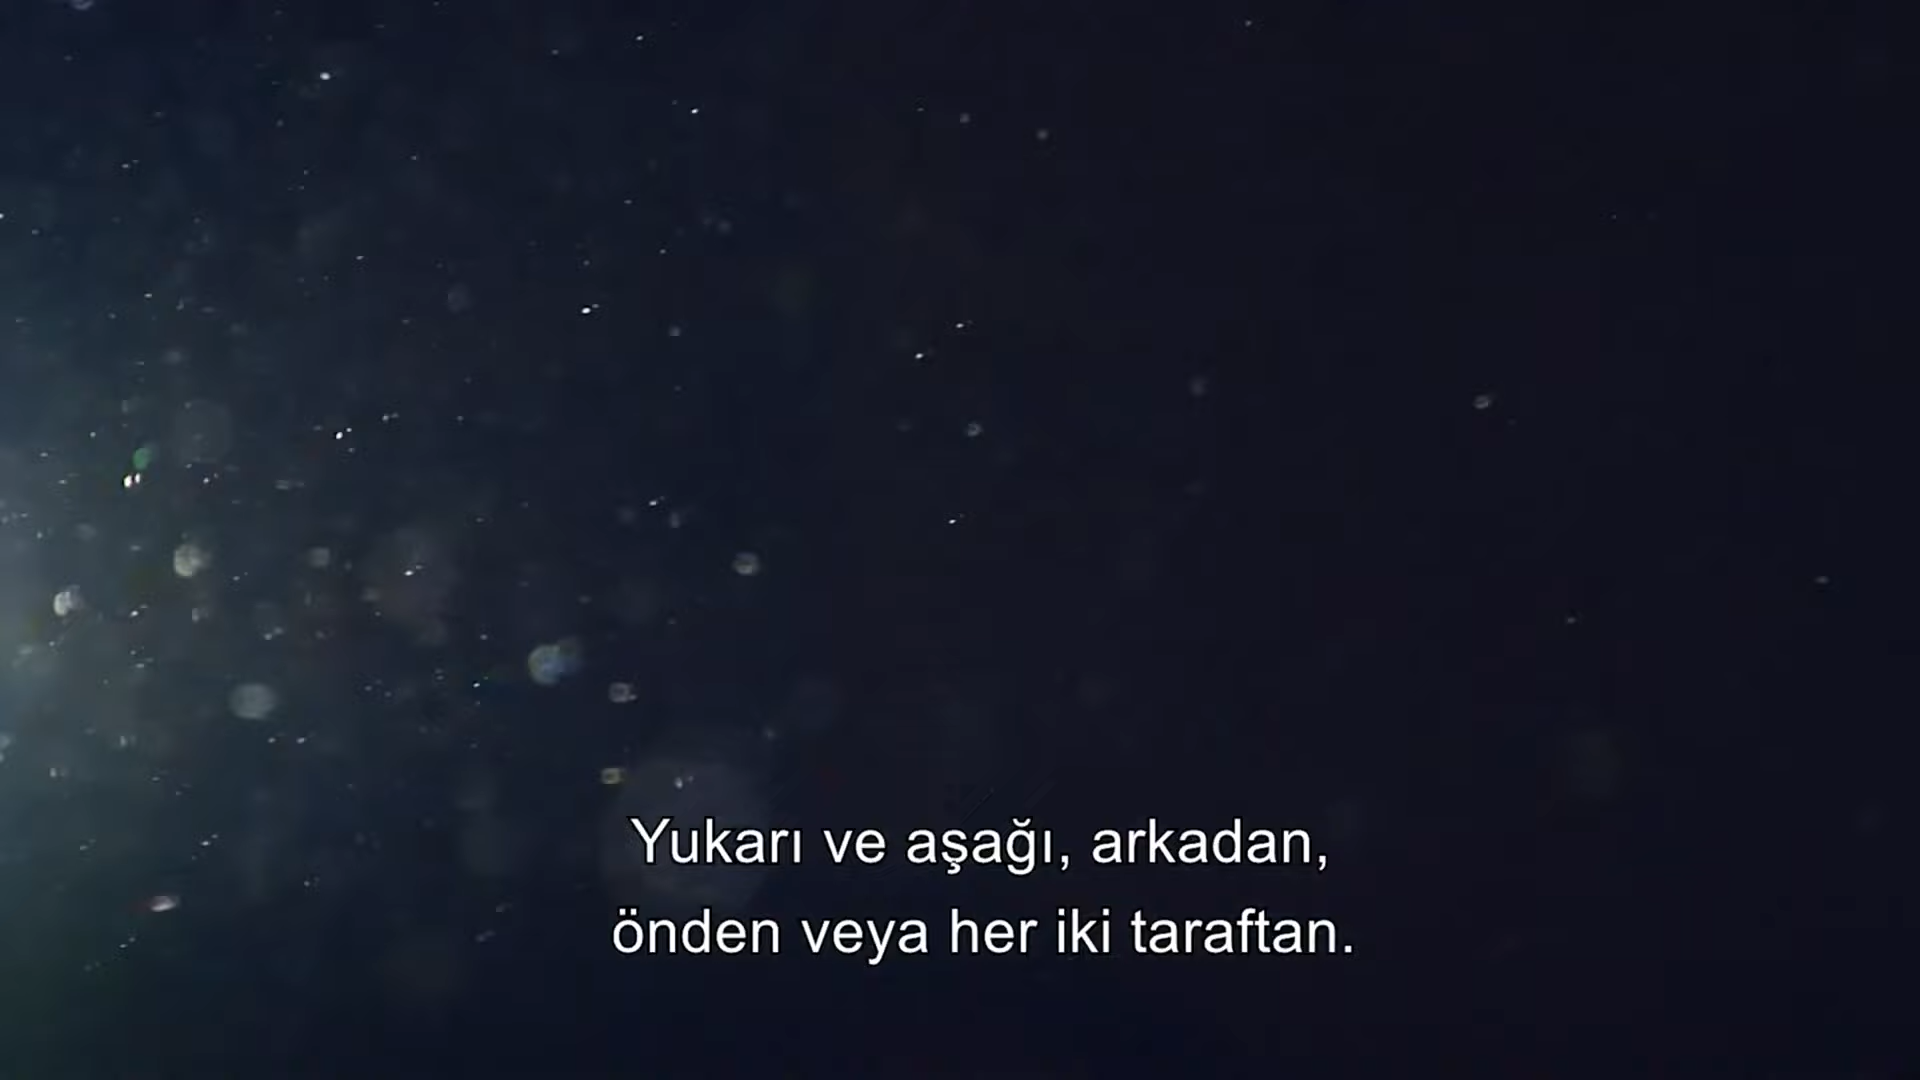 Yukarı ve aşağı, arkadan,
önden veya her iki taraftan.